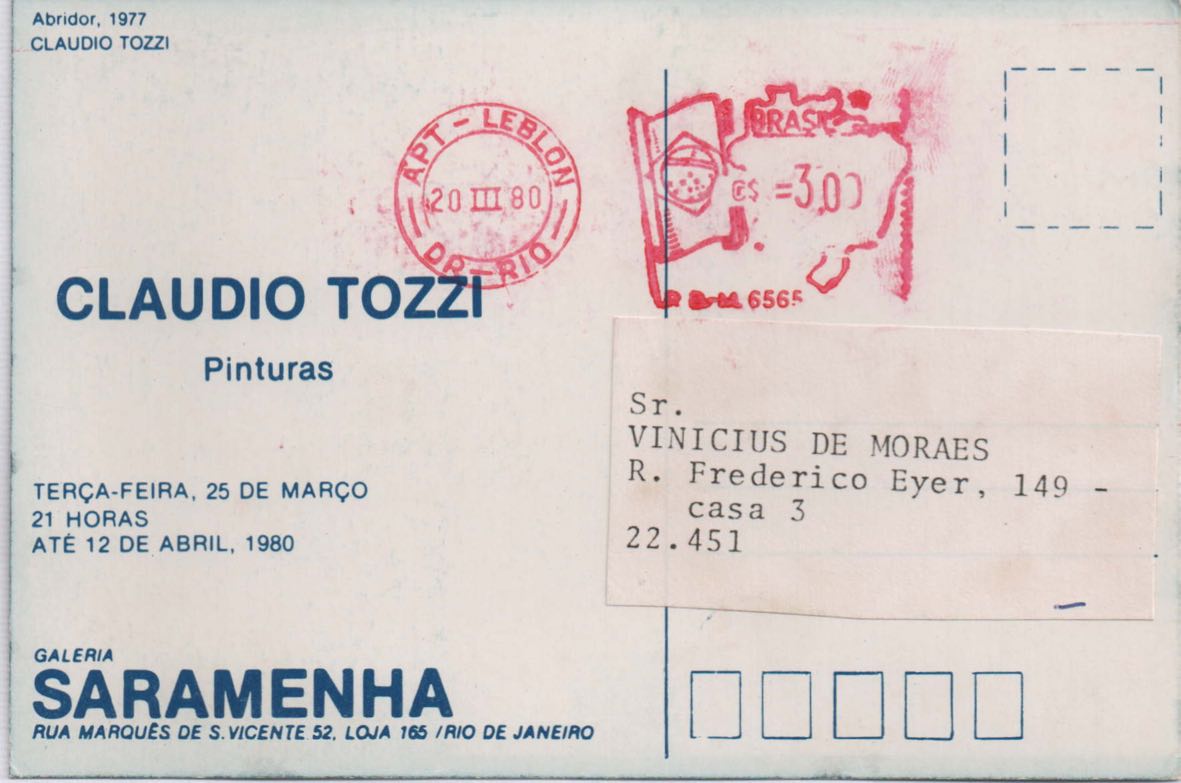 Abridor, 1977
CLAUDIO TOZZI
APT - LEBLON
20 III 80
DR - RIO
BRASIL
C$ =3,00
6565
CLAUDIO TOZZI
Pinturas
Sr.
VINICIUS DE MORAES
R. Frederico Eyer, 149 -
casa 3
22.451
TERÇA-FEIRA, 25 DE MARÇO
21 HORAS
ATÉ 12 DE ABRIL, 1980
GALERIA
SARAMENHA
RUA MARQUÊS DE S. VICENTE 52, LOJA 165 / RIO DE JANEIRO